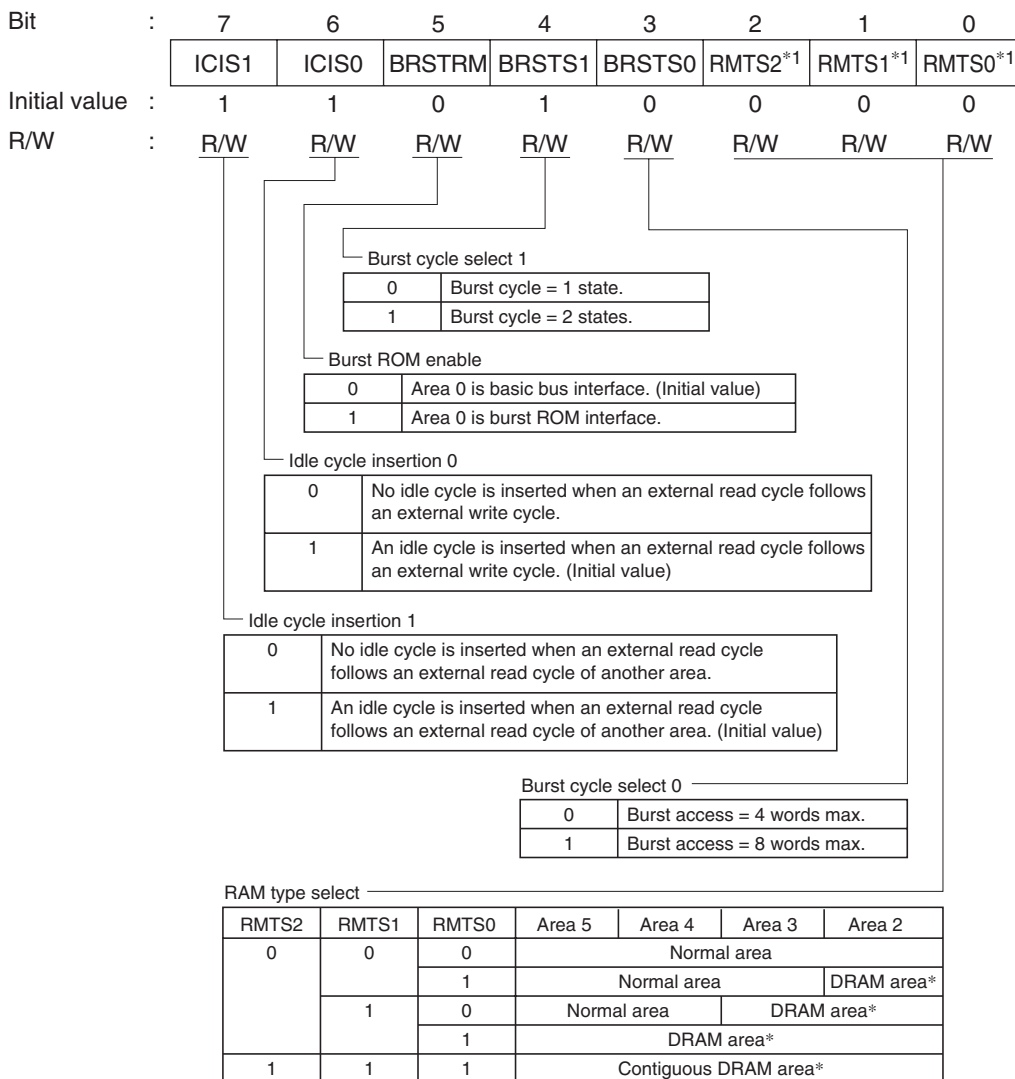 Bit : 7 6 5 4 3 2 1 0
ICIS1 ICIS0 BRSTRM BRSTS1 BRSTS0 RMTS2*1 RMTS1*1 RMTS0*1
Initial value : 1 1 0 1 0 0 0 0
R/W : R/W R/W R/W R/W R/W R/W R/W R/W
Burst cycle select 1
0 Burst cycle = 1 state.
1 Burst cycle = 2 states.
Burst ROM enable
0 Area 0 is basic bus interface. (Initial value)
1 Area 0 is burst ROM interface.
Idle cycle insertion 0
0 No idle cycle is inserted when an external read cycle follows
an external write cycle.
1 An idle cycle is inserted when an external read cycle follows
an external write cycle. (Initial value)
Idle cycle insertion 1
0 No idle cycle is inserted when an external read cycle
follows an external read cycle of another area.
1 An idle cycle is inserted when an external read cycle
follows an external read cycle of another area. (Initial value)
Burst cycle select 0
0 Burst access = 4 words max.
1 Burst access = 8 words max.
RAM type select
RMTS2 RMTS1 RMTS0 Area 5 Area 4 Area 3 Area 2
0 0 0 Normal area
1 Normal area DRAM area*
1 0 Normal area DRAM area*
1 DRAM area*
1 1 1 Contiguous DRAM area*